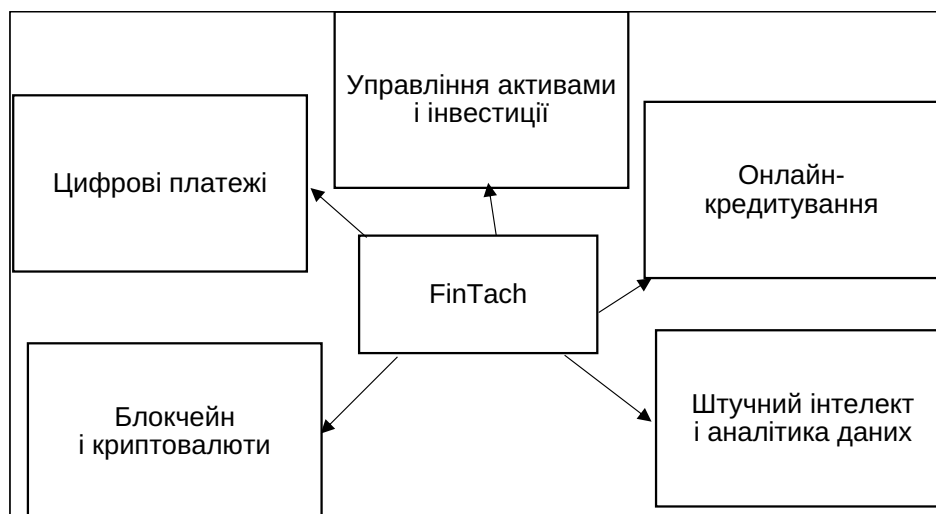 Управління активами
і інвестиції
Цифрові платежі
Онлайн-
кредитування
FinTach
Блокчейн
і криптовалюти
Штучний інтелект
і аналітика даних